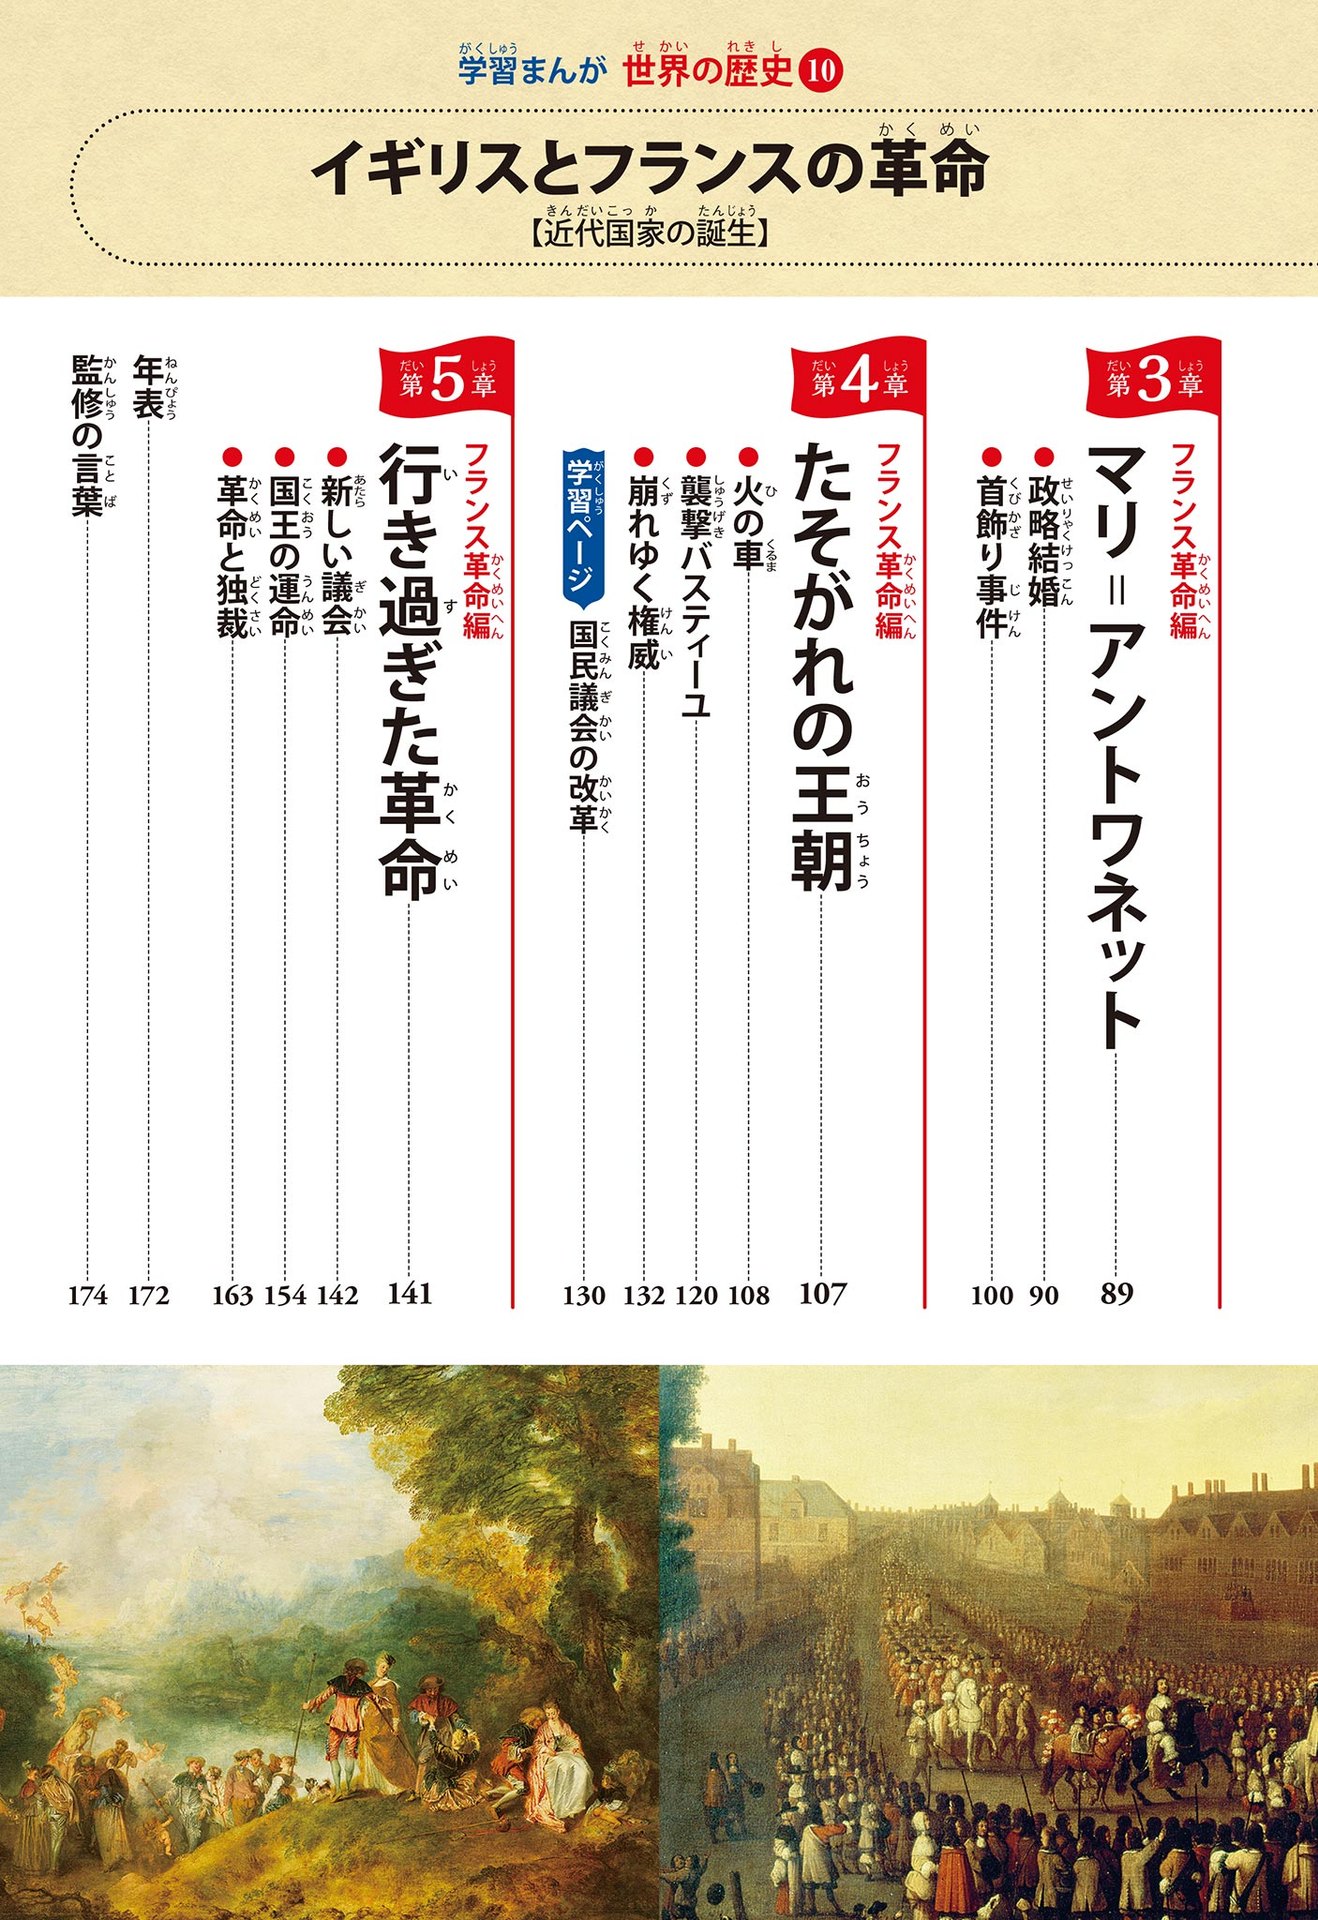 学習まんが 世界の歴史10
イギリスとフランスの革命
【近代国家の誕生】
第3章
フランス革命編
マリ＝アントワネット 89
●政略結婚 90
●首飾り事件 100
第4章
フランス革命編
たそがれの王朝 107
●火の車 108
●襲撃バスティーユ 120
●崩れゆく権威 132
学習ページ 国民議会の改革 130
第5章
フランス革命編
行き過ぎた革命 141
●新しい議会 142
●国王の運命 154
●革命と独裁 163
年表 172
監修の言葉 174